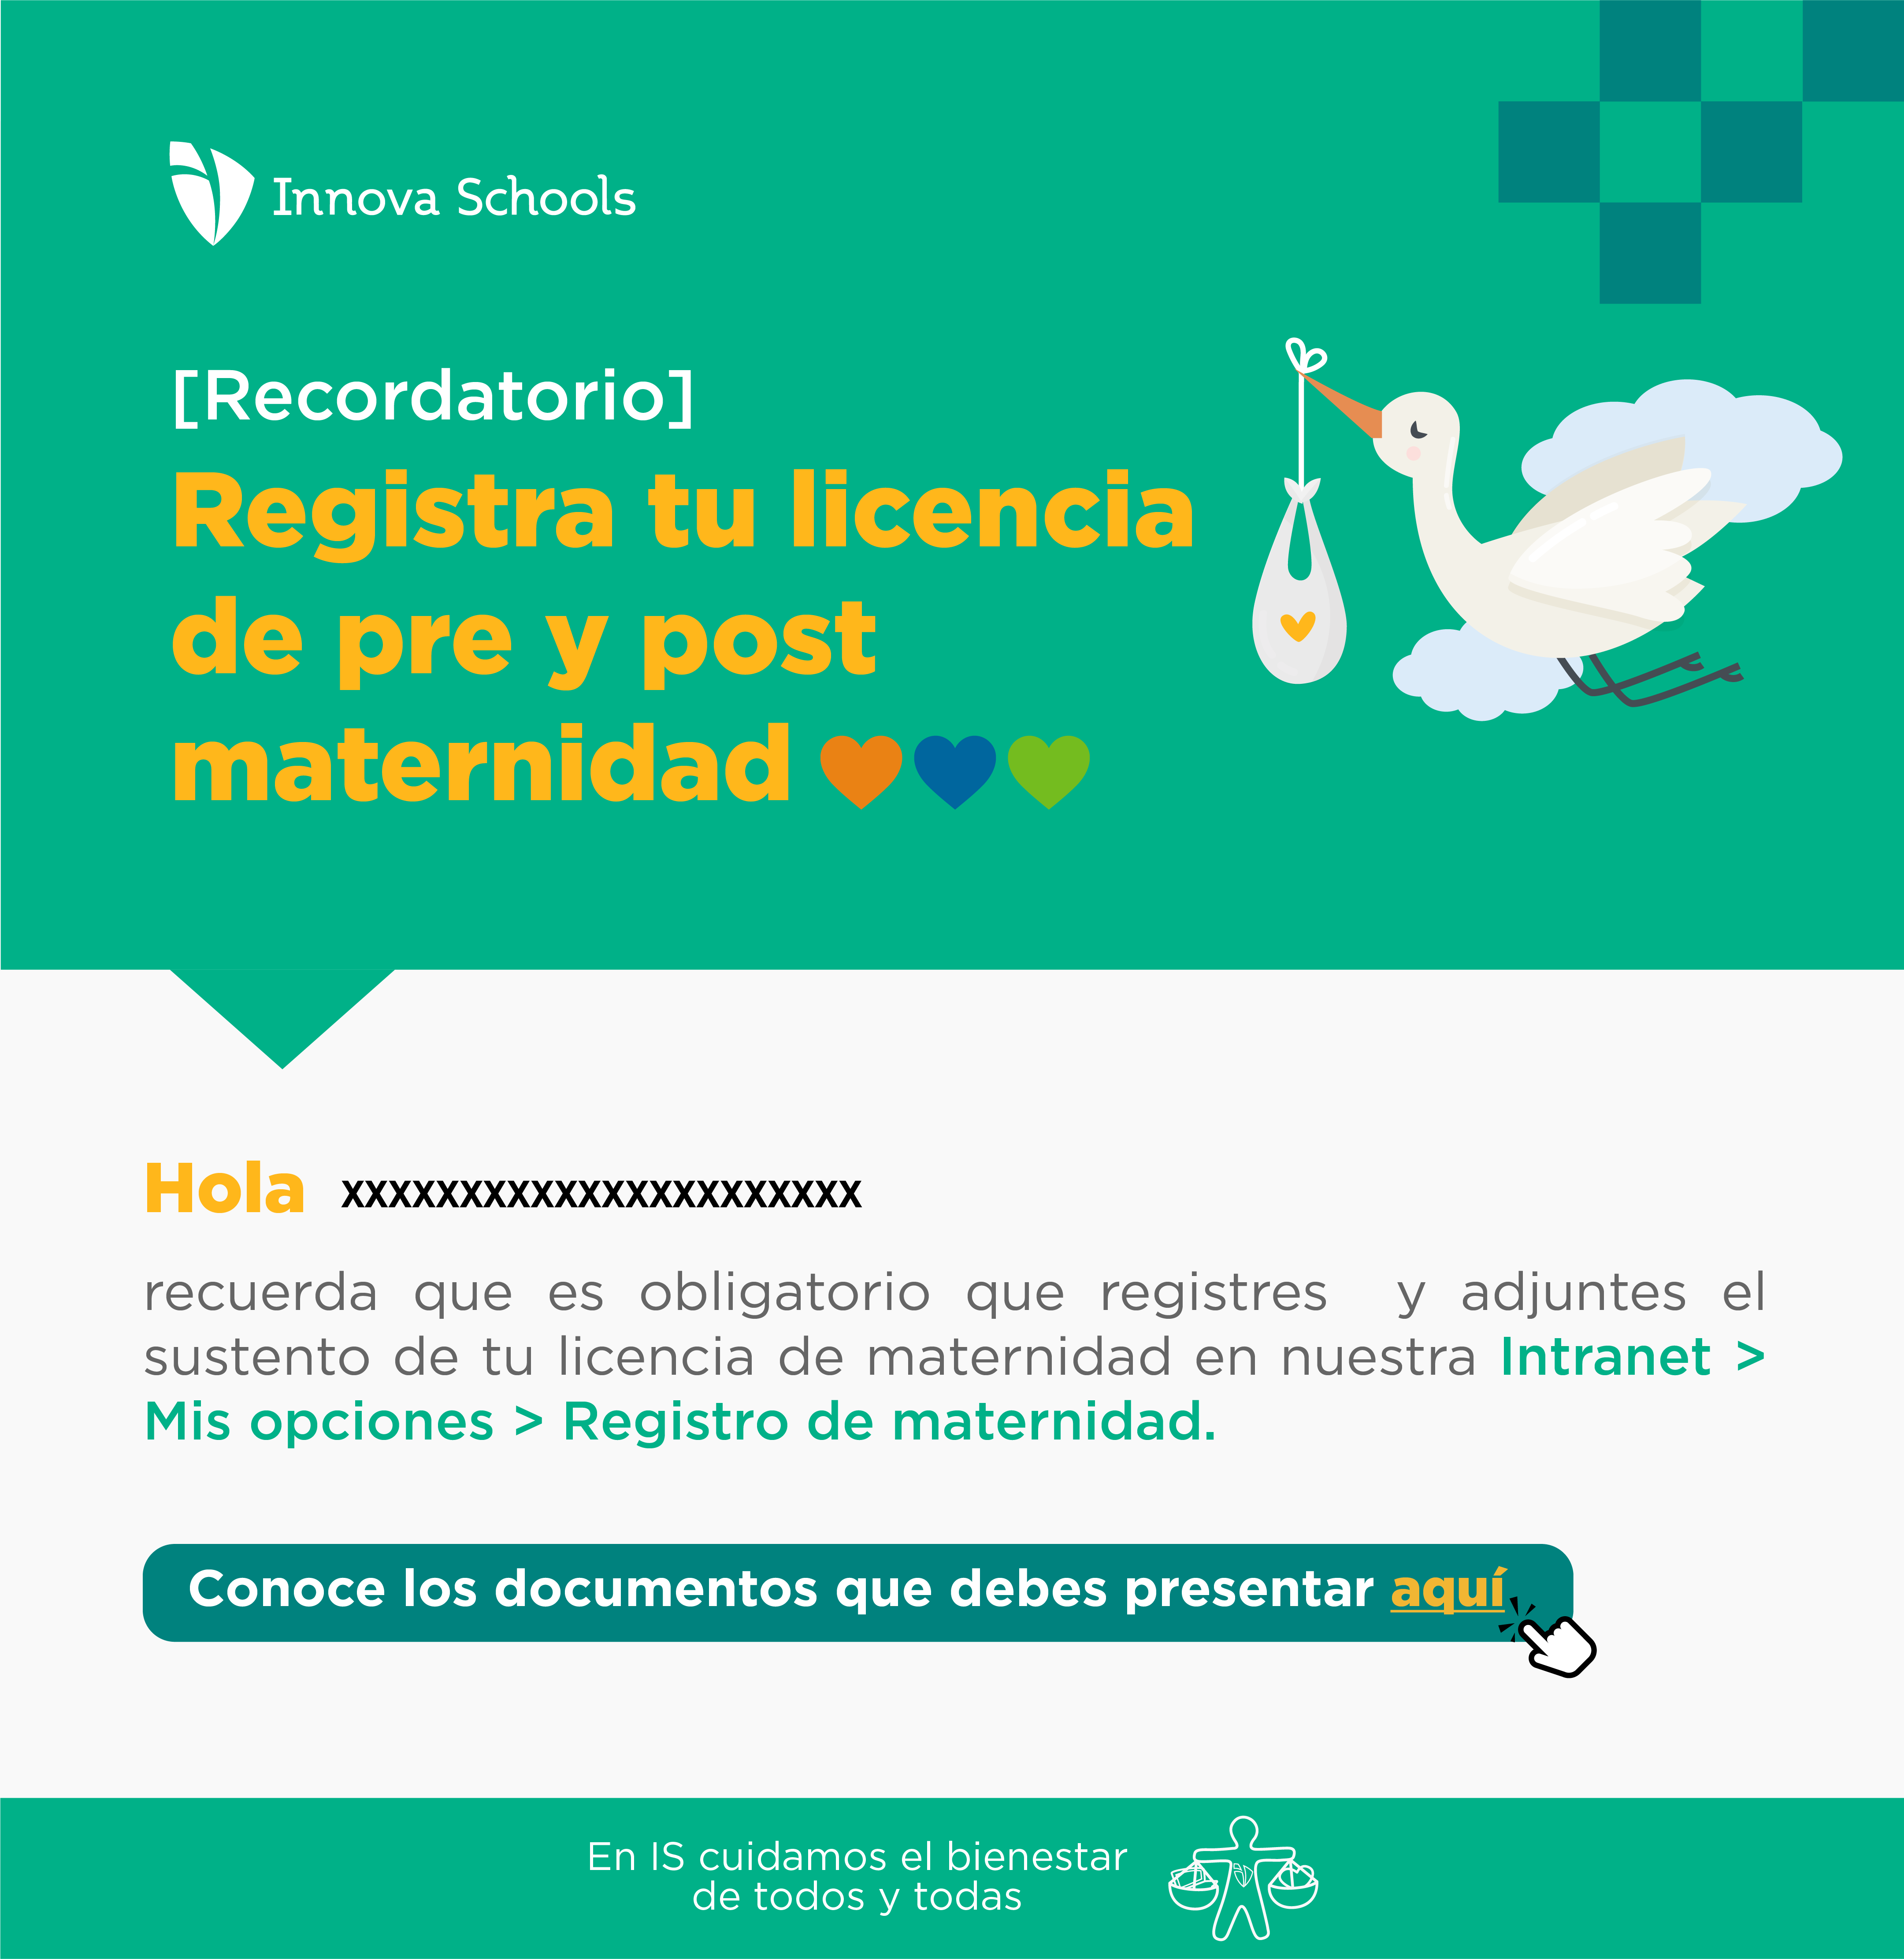 Innova Schools
[Recordatorio]
Registra tu licencia
de pre y post
maternidad
Hola xxxxxxxxxxxxxxxxxxxxxx
recuerda que es obligatorio que registres y adjuntes el
sustento de tu licencia de maternidad en nuestra Intranet >
Mis opciones > Registro de maternidad.
Conoce los documentos que debes presentar aquí
En IS cuidamos el bienestar
de todos y todas